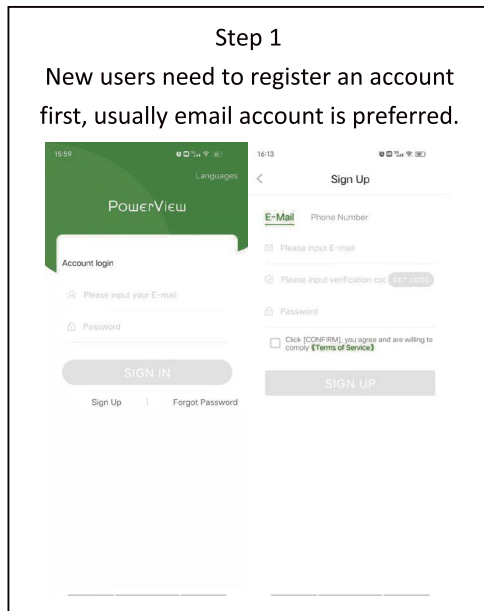 Step 1
New users need to register an account
first, usually email account is preferred.
15:59
Languages
PowerView
Account login
Please input your E-mail
Password
SIGN IN
Sign Up | Forgot Password
16:13
< Sign Up
E-Mail Phone Number
Please input E-mail
Please input verification coc GET CODE
Password
Click [CONFIRM], you agree and are willing to
comply 《Terms of Service》
SIGN UP